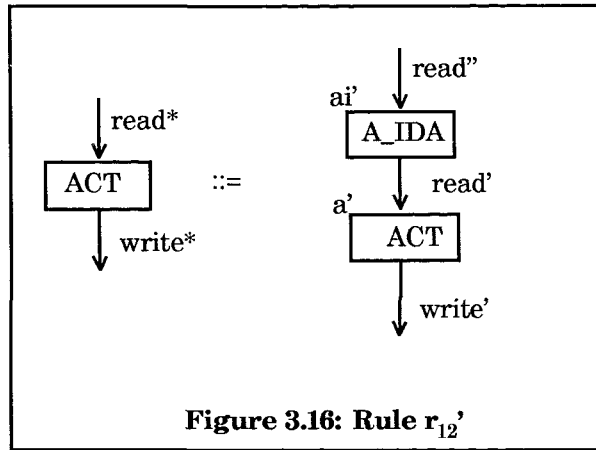 read”
ai’
A_IDA
read*
read’
ACT
::=
a’
ACT
write*
write’
Figure 3.16: Rule r₁₂’